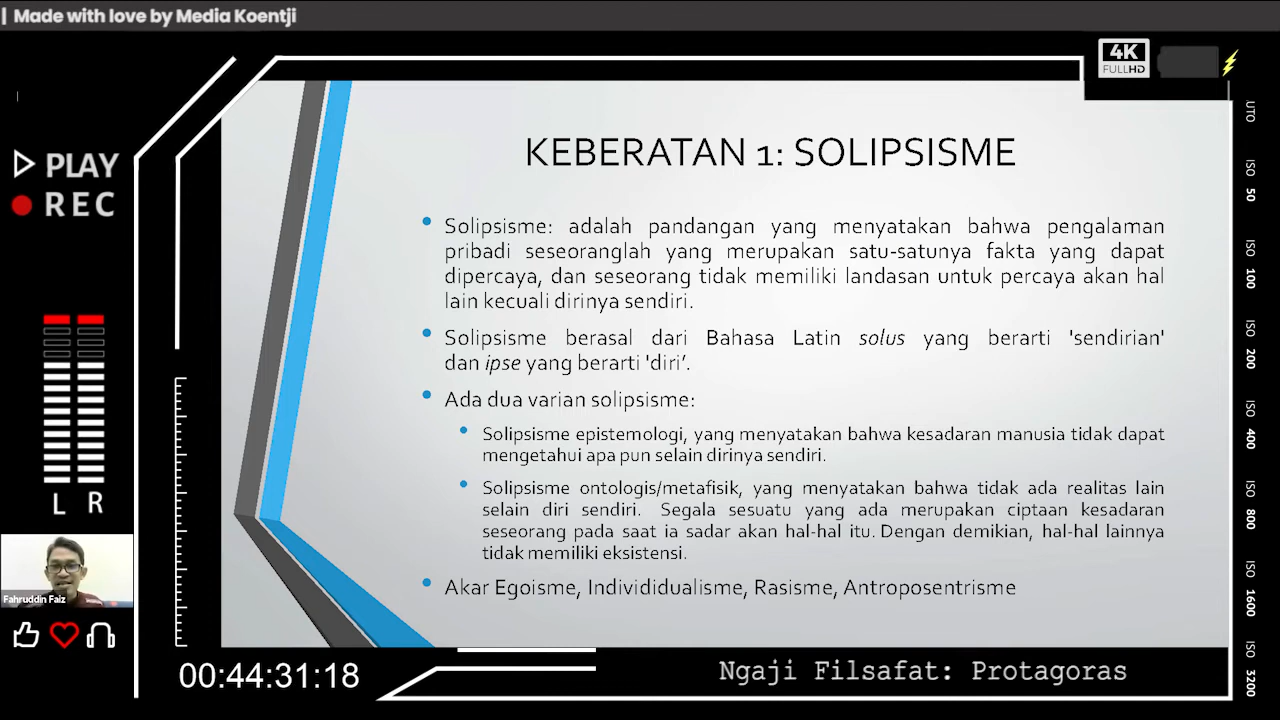 | Made with love by Media Koentji
4K
FULL HD
PLAY
REC
KEBERATAN 1: SOLIPSISME
Solipsisme: adalah pandangan yang menyatakan bahwa pengalaman
pribadi seseoranglah yang merupakan satu-satunya fakta yang dapat
dipercaya, dan seseorang tidak memiliki landasan untuk percaya akan hal
lain kecuali dirinya sendiri.
Solipsisme berasal dari Bahasa Latin solus yang berarti 'sendirian'
dan ipse yang berarti 'diri’.
Ada dua varian solipsisme:
Solipsisme epistemologi, yang menyatakan bahwa kesadaran manusia tidak dapat
mengetahui apa pun selain dirinya sendiri.
Solipsisme ontologis/metafisik, yang menyatakan bahwa tidak ada realitas lain
selain diri sendiri. Segala sesuatu yang ada merupakan ciptaan kesadaran
seseorang pada saat ia sadar akan hal-hal itu. Dengan demikian, hal-hal lainnya
tidak memiliki eksistensi.
Akar Egoisme, Individidualisme, Rasisme, Antroposentrisme
L R
Fahruddin Faiz
00:44:31:18
Ngaji Filsafat: Protagoras
UTO
ISO 50
ISO 100
ISO 200
ISO 400
ISO 800
ISO 1600
ISO 3200